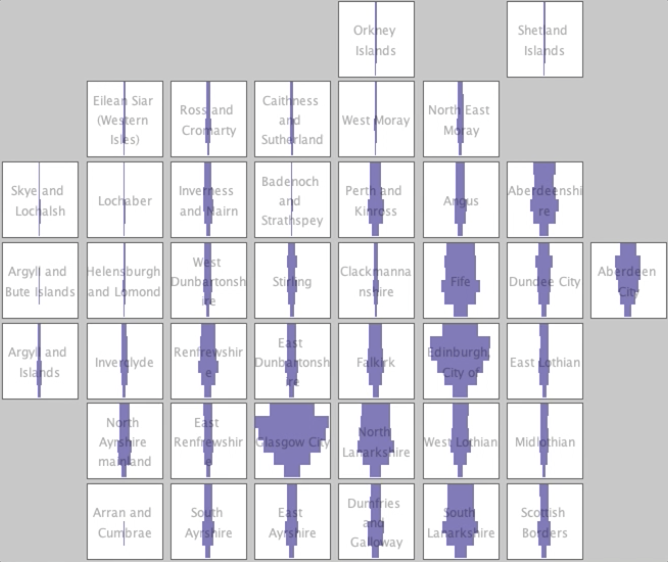 Orkney
Islands
Shetland
Islands
Eilean Siar
(Western
Isles)
Ross and
Cromarty
Caithness
and
Sutherland
West Moray
North East
Moray
Skye and
Lochalsh
Lochaber
Inverness
and Nairn
Badenoch
and
Strathspey
Perth and
Kinross
Angus
Aberdeenshi
re
Argyll and
Bute Islands
Helensburgh
and Lomond
West
Dunbartonsh
ire
Stirling
Clackmanna
nshire
Fife
Dundee City
Aberdeen
City
Argyll and
Islands
Inverclyde
Renfrewshir
e
East
Dunbartonsh
ire
Falkirk
Edinburgh,
City of
East Lothian
North
Ayrshire
mainland
East
Renfrewshir
e
Glasgow City
North
Lanarkshire
West Lothian
Midlothian
Arran and
Cumbrae
South
Ayrshire
East
Ayrshire
Dumfries
and
Galloway
South
Lanarkshire
Scottish
Borders